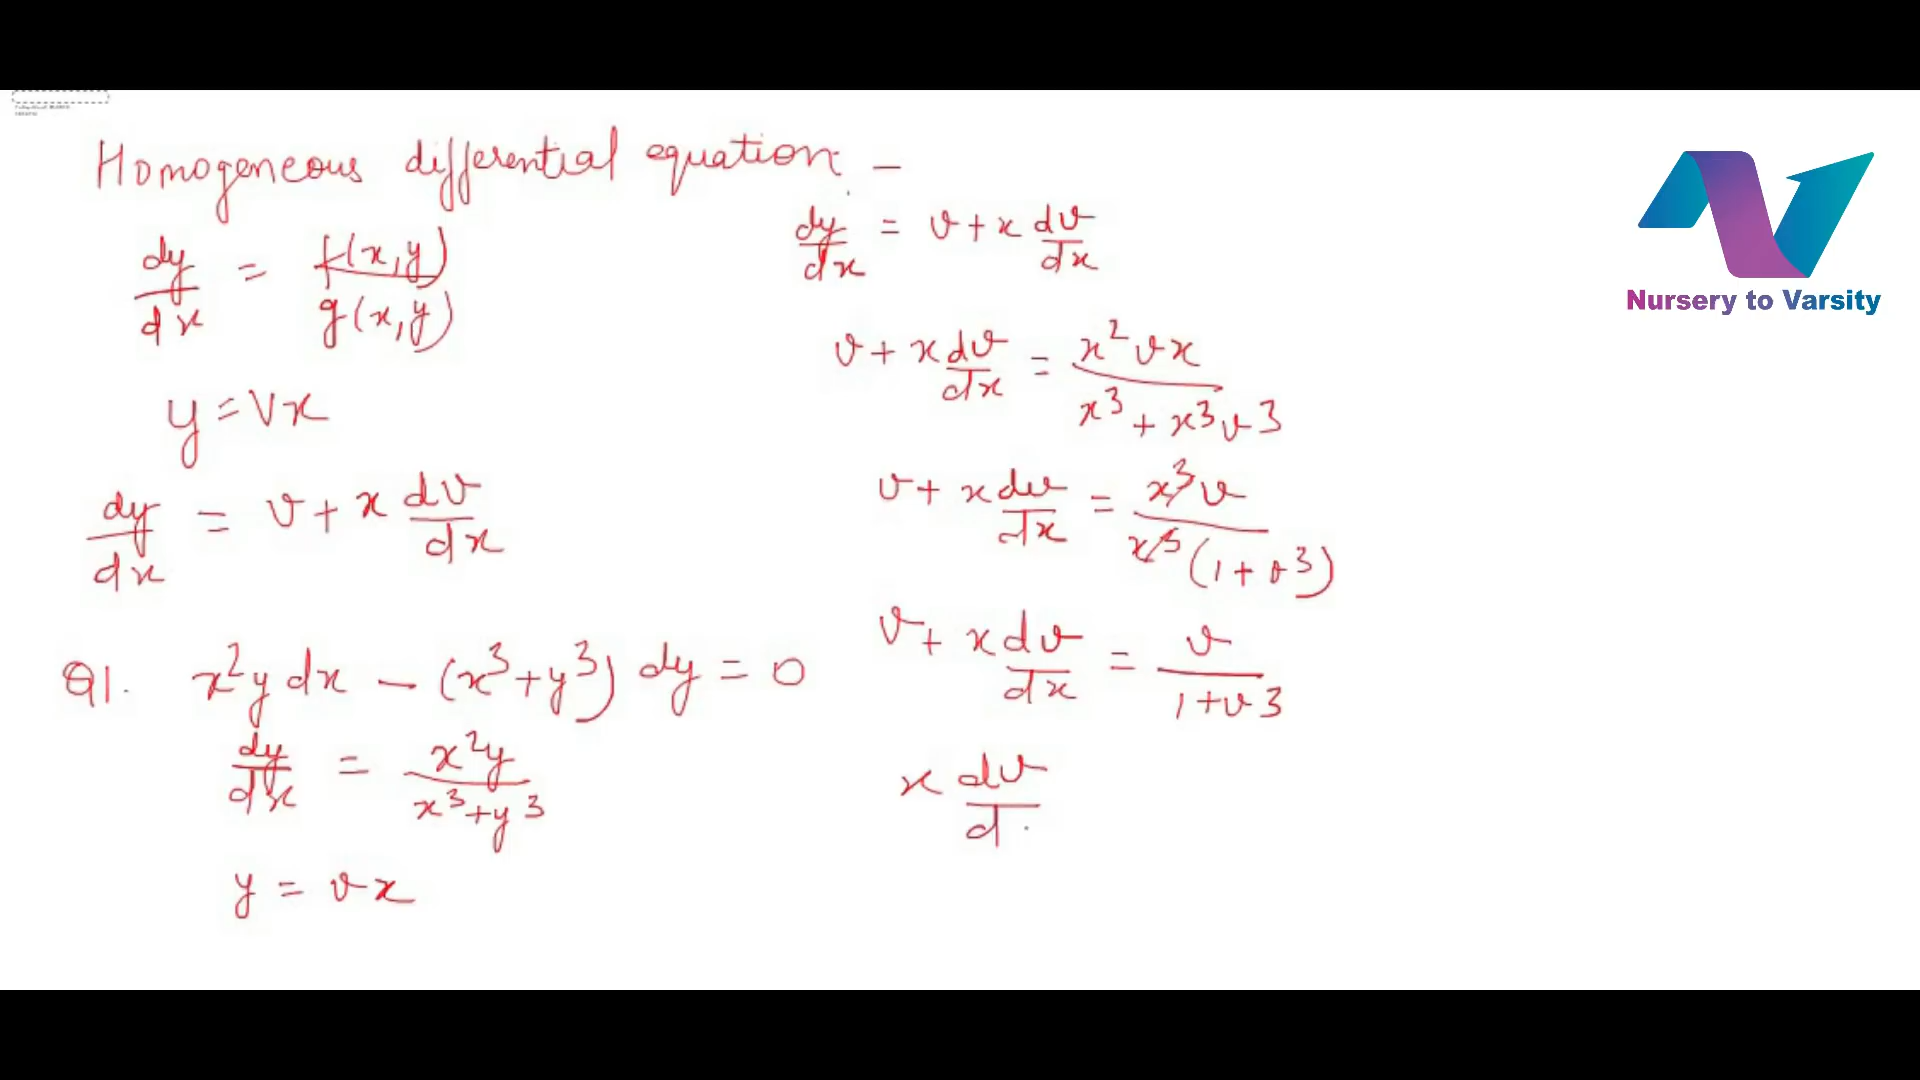 Homogeneous differential equation: —
dy/dx = f(x,y)/g(x,y)
y = vx
dy/dx = v + x dv/dx
Q1. x²y dx – (x³+y³) dy = 0
dy/dx = x²y/x³+y³
y = vx
dy/dx = v + x dv/dx
v + x dv/dx = x²vx/x³ + x³v³
v + x dv/dx = x³v/x³(1+v³)
v + x dv/dx = v/1+v³
x dv/d
Nursery to Varsity